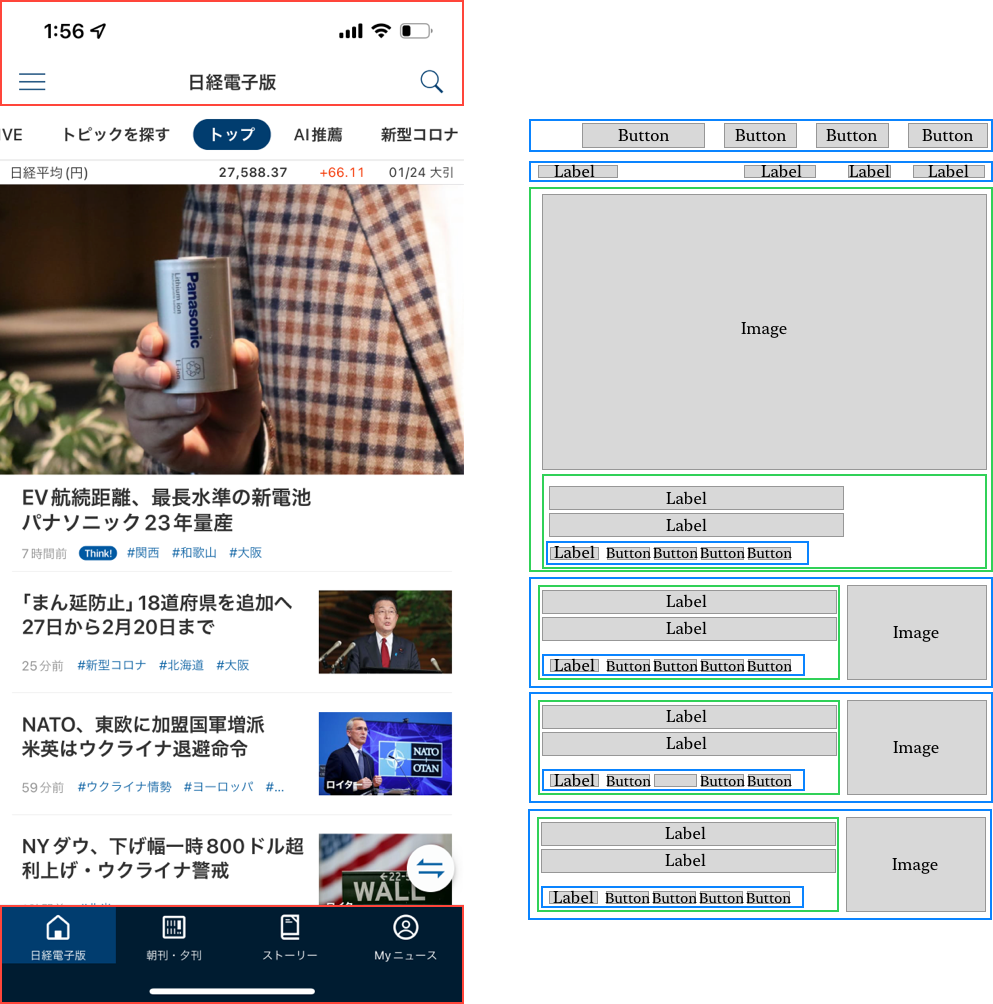 1:56
日経電子版
IVE トピックを探す トップ AI推薦 新型コロナ
日経平均(円) 27,588.37 +66.11 01/24 大引
Panasonic
Lithium ion
Li-ion
EV航続距離、最長水準の新電池
パナソニック23年量産
7時間前 Think! #関西 #和歌山 #大阪
「まん延防止」18道府県を追加へ
27日から2月20日まで
25分前 #新型コロナ #北海道 #大阪
NATO、東欧に加盟国軍増派
米英はウクライナ退避命令
NATO
OTAN
ロイター
59分前 #ウクライナ情勢 #ヨーロッパ #...
NYダウ、下げ幅一時800ドル超
利上げ・ウクライナ警戒
WALL
日経電子版 朝刊・夕刊 ストーリー Myニュース
Button Button Button Button
Label Label Label Label
Image
Label
Label
Label Button Button Button Button
Label
Label
Label Button Button Button Button
Image
Label
Label
Label Button Button Button
Image
Label
Label
Label Button Button Button Button
Image